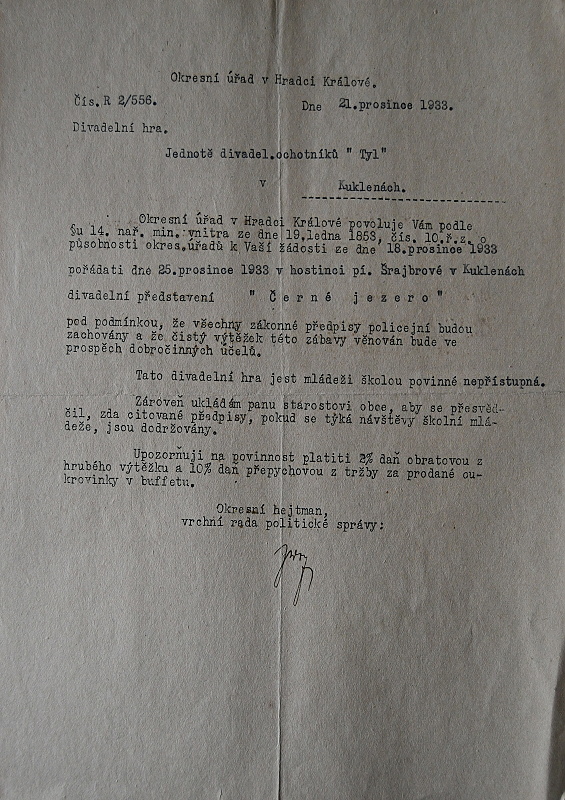 Okresní úřad v Hradci Králové.
Čís. R 2/556.
Dne 21.prosince 1933.
Divadelní hra.
Jednotě divadel.ochotníků " Tyl"
v Kuklenách.
Okresní úřad v Hradci Králové povoluje Vám podle
§u 14. nař. min. vnitra ze dne 19.ledna 1853, čís. 10.ř.z. o
působnosti okres.úřadů k Vaší žádosti ze dne 18.prosince 1933
pořádati dne 25.prosince 1933 v hostinci pí. Šrajbrové v Kuklenách
divadelní představení " Černé jezero"
pod podmínkou, že všechny zákonné předpisy policejní budou
zachovány a že čistý výtěžek této zábavy věnován bude ve
prospěch dobročinných účelů.
Tato divadelní hra jest mládeži školou povinné nepřístupná.
Zároveň ukládám panu starostovi obce, aby se přesvěd-
čil, zda citované předpisy, pokud se týká návštěvy školní mlá-
deže, jsou dodržovány.
Upozorňuji na povinnost platiti 2% daň obratovou z
hrubého výtěžku a 10% daň přepychovou z tržby za prodané cu-
krovinky v buffetu.
Okresní hejtman,
vrchní rada politické správy: